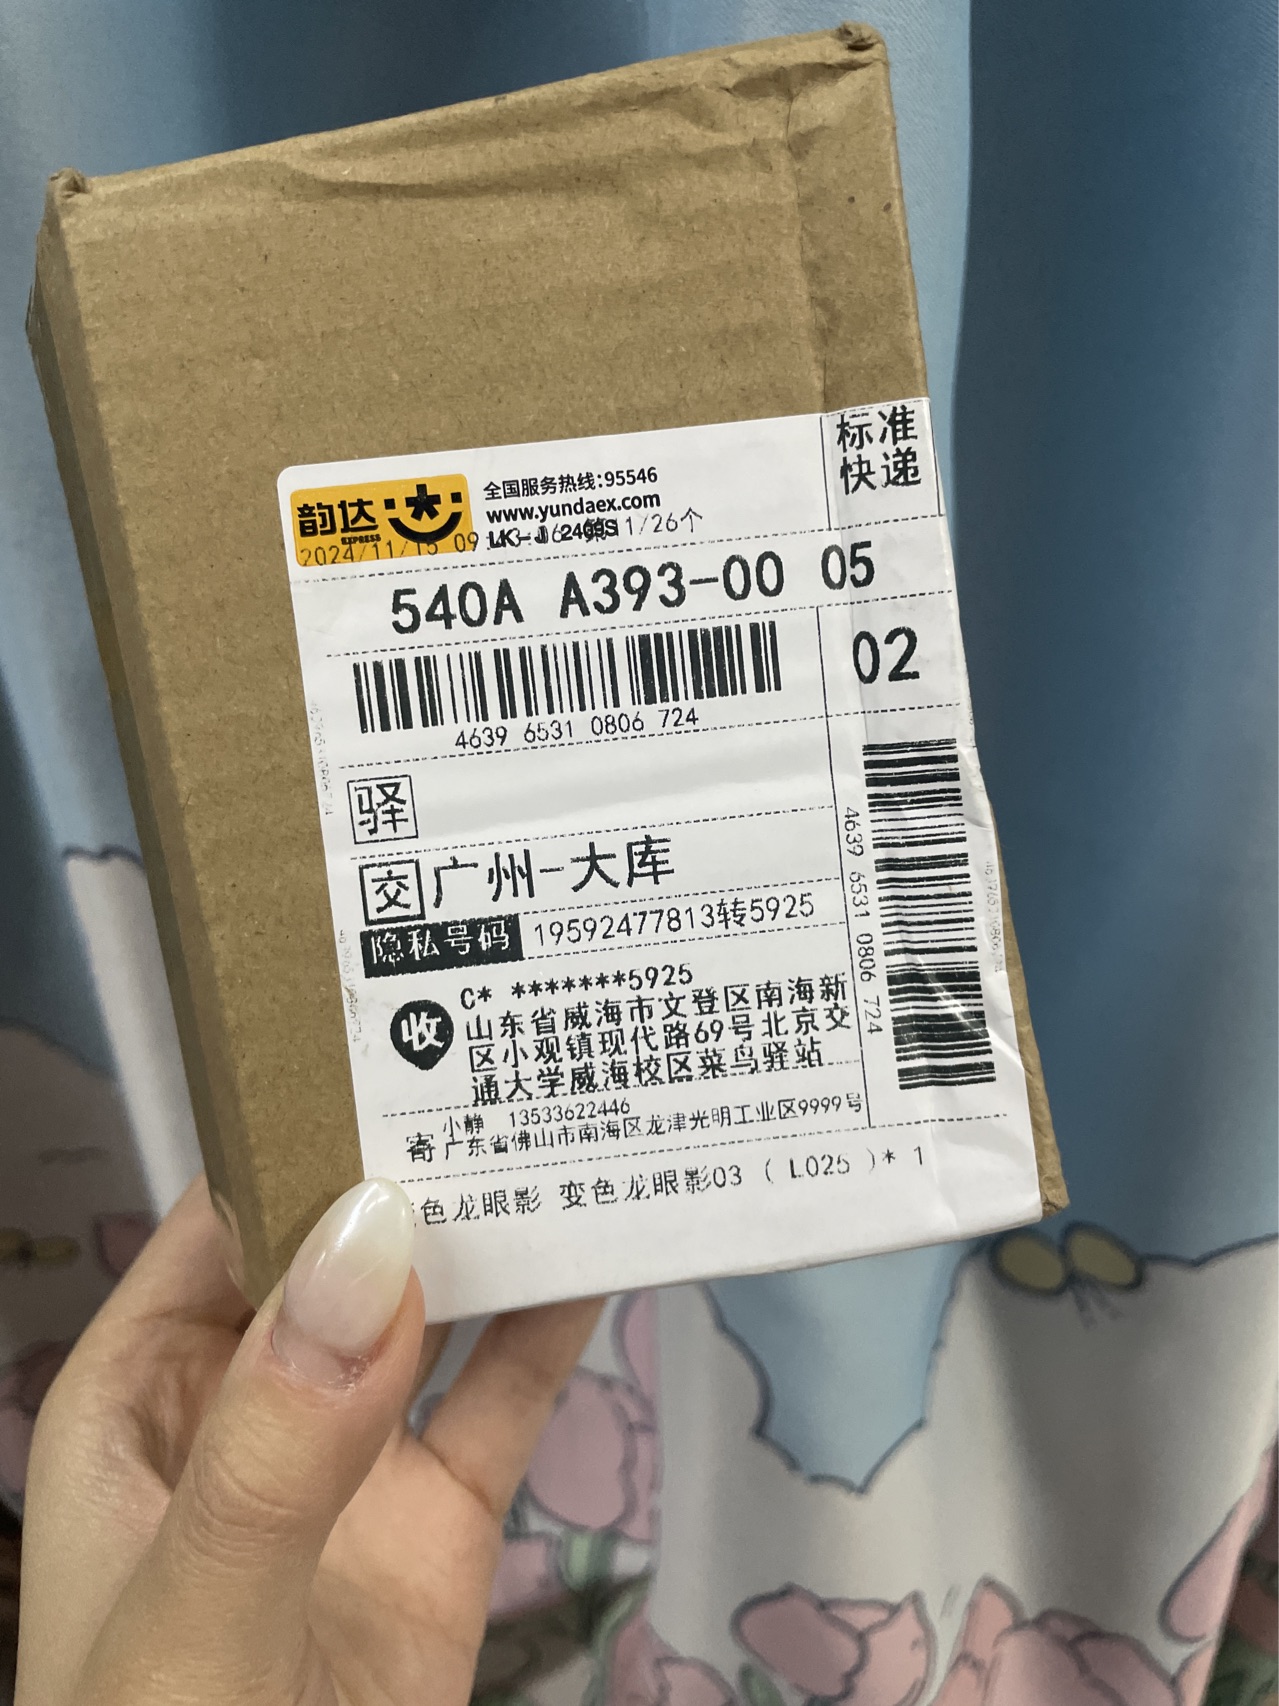 标准
快递
韵达
EXPRESS
全国服务热线:95546
www.yundaex.com
LK-J 2409S
2024/11/15 09
1/26个
540A A393-00 05
02
4639 6531 0806 724
驿
交 广州-大库
隐私号码 19592477813转5925
收
C* *******5925
山东省威海市文登区南海新
区小观镇现代路69号北京交
通大学威海校区菜鸟驿站
4639 6531 0806 724
寄
小静 13533622446
广东省佛山市南海区龙津光明工业区9999号
色龙眼影 变色龙眼影03 ( L025 )* 1